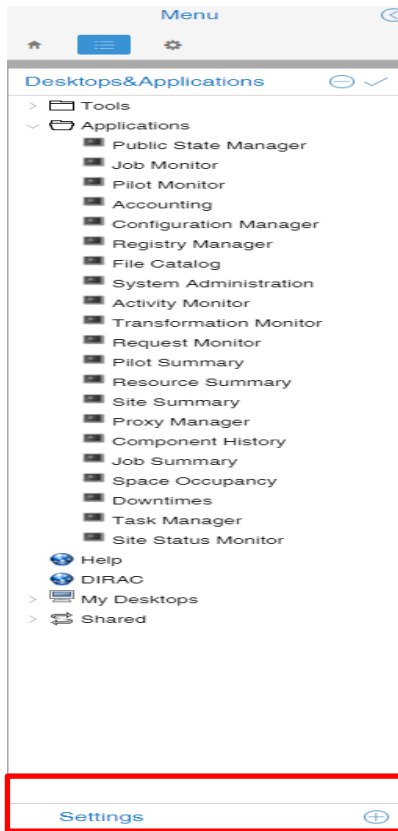 Menu
Desktops&Applications
Tools
Applications
Public State Manager
Job Monitor
Pilot Monitor
Accounting
Configuration Manager
Registry Manager
File Catalog
System Administration
Activity Monitor
Transformation Monitor
Request Monitor
Pilot Summary
Resource Summary
Site Summary
Proxy Manager
Component History
Job Summary
Space Occupancy
Downtimes
Task Manager
Site Status Monitor
Help
DIRAC
My Desktops
Shared
Settings